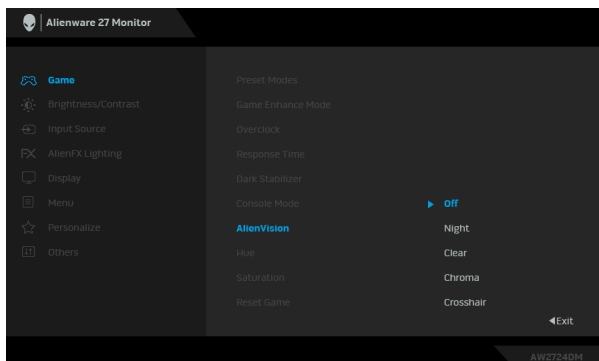 Alienware 27 Monitor
Game
Brightness/Contrast
Input Source
FX AlienFX Lighting
Display
Menu
Personalize
Others
Preset Modes
Game Enhance Mode
Overclock
Response Time
Dark Stabilizer
Console Mode
AlienVision
Hue
Saturation
Reset Game
Off
Night
Clear
Chroma
Crosshair
Exit
AW2724DM